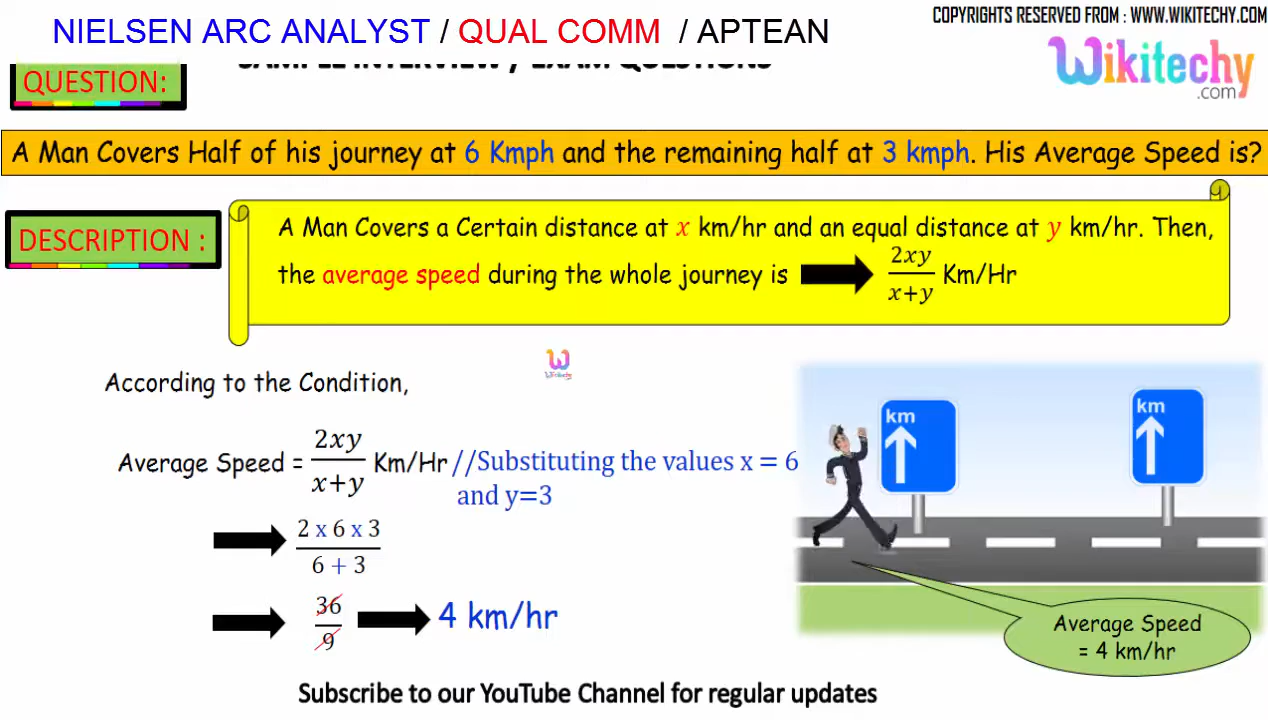 NIELSEN ARC ANALYST / QUAL COMM / APTEAN
COPYRIGHTS RESERVED FROM : WWW.WIKITECHY.COM
Wikitechy
.com
SAMPLE INTERVIEW / EXAM QUESTIONS
QUESTION:
A Man Covers Half of his journey at 6 Kmph and the remaining half at 3 kmph. His Average Speed is?
DESCRIPTION :
A Man Covers a Certain distance at x km/hr and an equal distance at y km/hr. Then,
the average speed during the whole journey is 2xy/x+y Km/Hr
Wikitechy
According to the Condition,
Average Speed = 2xy/x+y Km/Hr //Substituting the values x = 6
and y=3
2 x 6 x 3
6 + 3
36
9
4 km/hr
km
km
Average Speed
= 4 km/hr
Subscribe to our YouTube Channel for regular updates